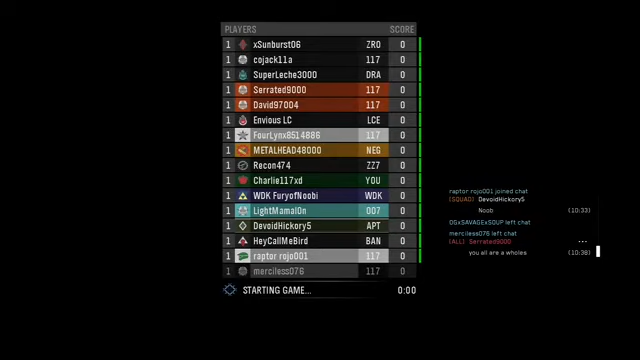 PLAYERS SCORE
1 xSunburst06 ZRO 0
1 cojack11a 117 0
1 SuperLeche3000 DRA 0
1 Serrated9000 117 0
1 David97004 117 0
1 Envious LC LCE 0
1 FourLynx8514886 117 0
1 METALHEAD48000 NEG 0
1 Recon474 ZZ7 0
1 Charlie117xd YOU 0
1 WDK FuryofNoobi WDK 0
1 LightMamal0n 007 0
1 DevoidHickory5 APT 0
1 HeyCallMeBird BAN 0
1 raptor rojo001 117 0
1 merciless076 117 0
STARTING GAME... 0:00
raptor rojo001 joined chat
(SQUAD) DevoidHickory5
Noob (10:33)
OGxSAVAGExSOUP left chat
merciless076 left chat
(ALL) Serrated9000 ...
you all are a wholes (10:38)